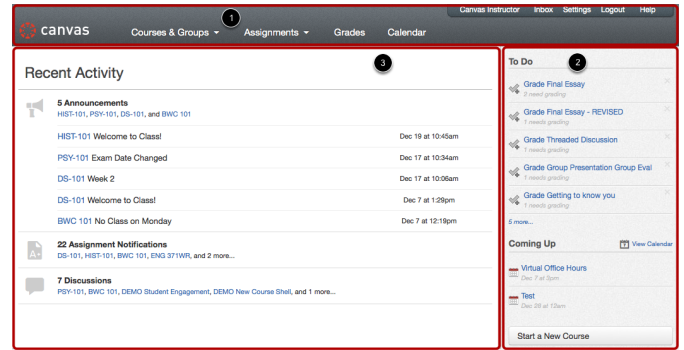 Canvas Instructor Inbox Settings Logout Help
1
canvas Courses & Groups Assignments Grades Calendar
3
Recent Activity
5 Announcements
HIST-101, PSY-101, DS-101, and BWC 101
HIST-101 Welcome to Class! Dec 19 at 10:45am
PSY-101 Exam Date Changed Dec 17 at 10:34am
DS-101 Week 2 Dec 17 at 10:06am
DS-101 Welcome to Class! Dec 7 at 1:29pm
BWC 101 No Class on Monday Dec 7 at 12:19pm
22 Assignment Notifications
DS-101, HIST-101, BWC 101, ENG 371WR, and 2 more...
7 Discussions
PSY-101, BWC 101, DEMO Student Engagement, DEMO New Course Shell, and 1 more...
To Do 2
Grade Final Essay
2 need grading
Grade Final Essay - REVISED
1 needs grading
Grade Threaded Discussion
1 needs grading
Grade Group Presentation Group Eval
1 needs grading
Grade Getting to know you
1 needs grading
5 more...
Coming Up View Calendar
Virtual Office Hours
Dec 7 at 3pm
Test
Dec 29 at 12am
Start a New Course